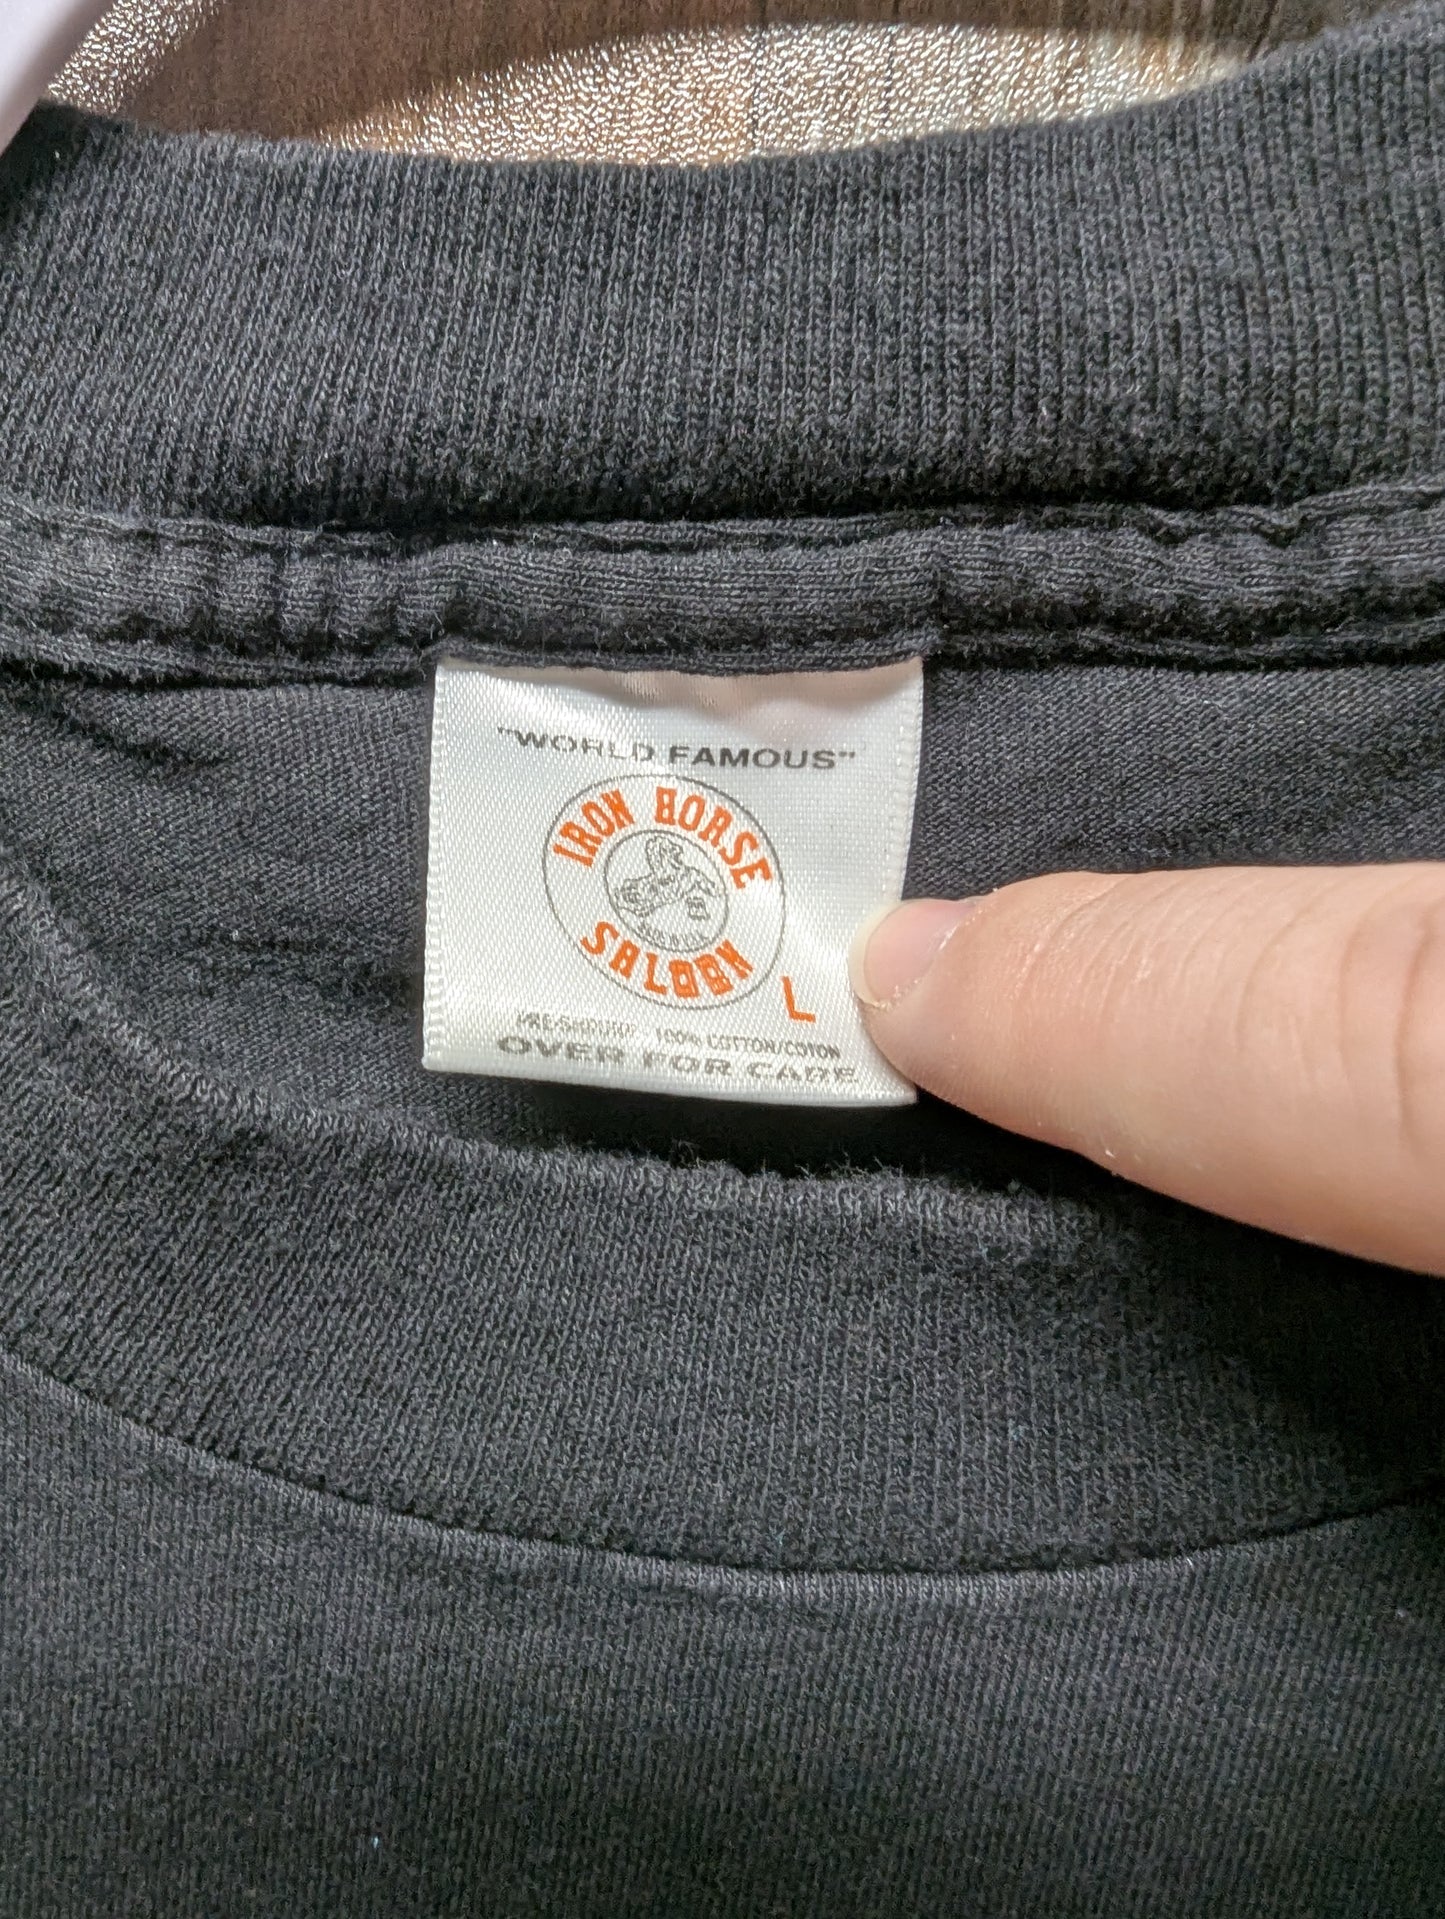 "WORLD FAMOUS"
IRON HORSE
SALOON
L
PRE-SHRUNK 100% COTTON/COTON
OVER FOR CARE